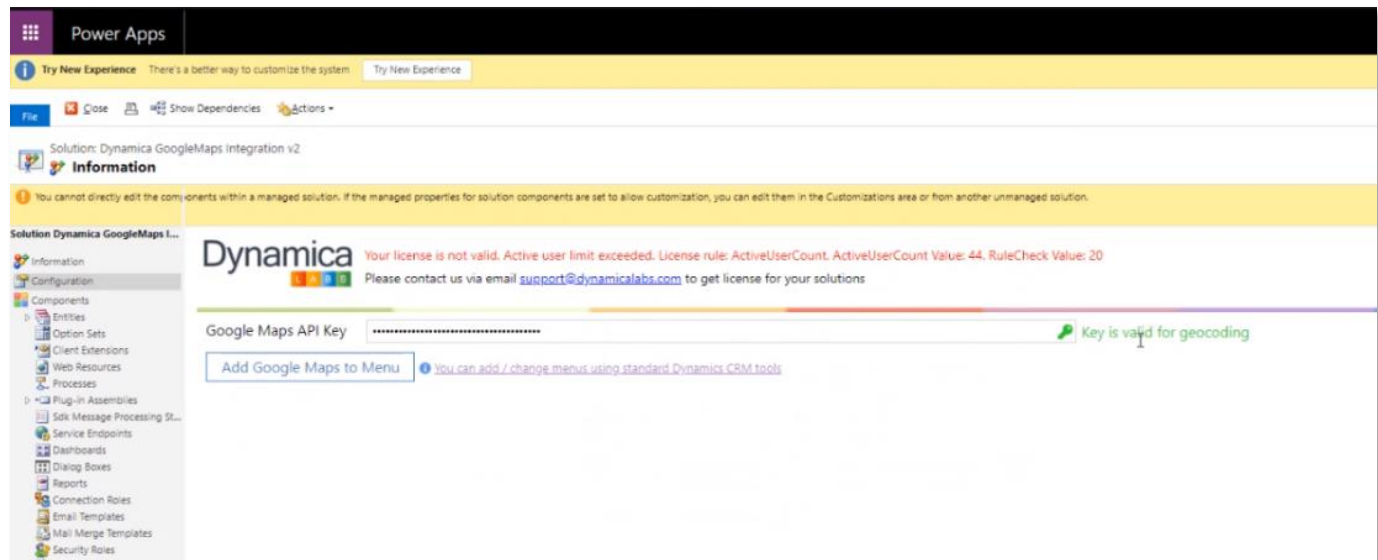 Power Apps
Try New Experience There's a better way to customize the system Try New Experience
File Close Show Dependencies Actions
Solution: Dynamica GoogleMaps Integration v2
Information
You cannot directly edit the components within a managed solution. If the managed properties for solution components are set to allow customization, you can edit them in the Customizations area or from another unmanaged solution.
Solution Dynamica GoogleMaps I...
Information
Configuration
Components
Entities
Option Sets
Client Extensions
Web Resources
Processes
Plug-in Assemblies
Sdk Message Processing St...
Service Endpoints
Dashboards
Dialog Boxes
Reports
Connection Roles
Email Templates
Mail Merge Templates
Security Roles
Dynamica
LABS
Your license is not valid. Active user limit exceeded. License rule: ActiveUserCount. ActiveUserCount Value: 44. RuleCheck Value: 20
Please contact us via email support@dynamicalabs.com to get license for your solutions
Google Maps API Key Key is valid for geocoding
Add Google Maps to Menu You can add / change menus using standard Dynamics CRM tools